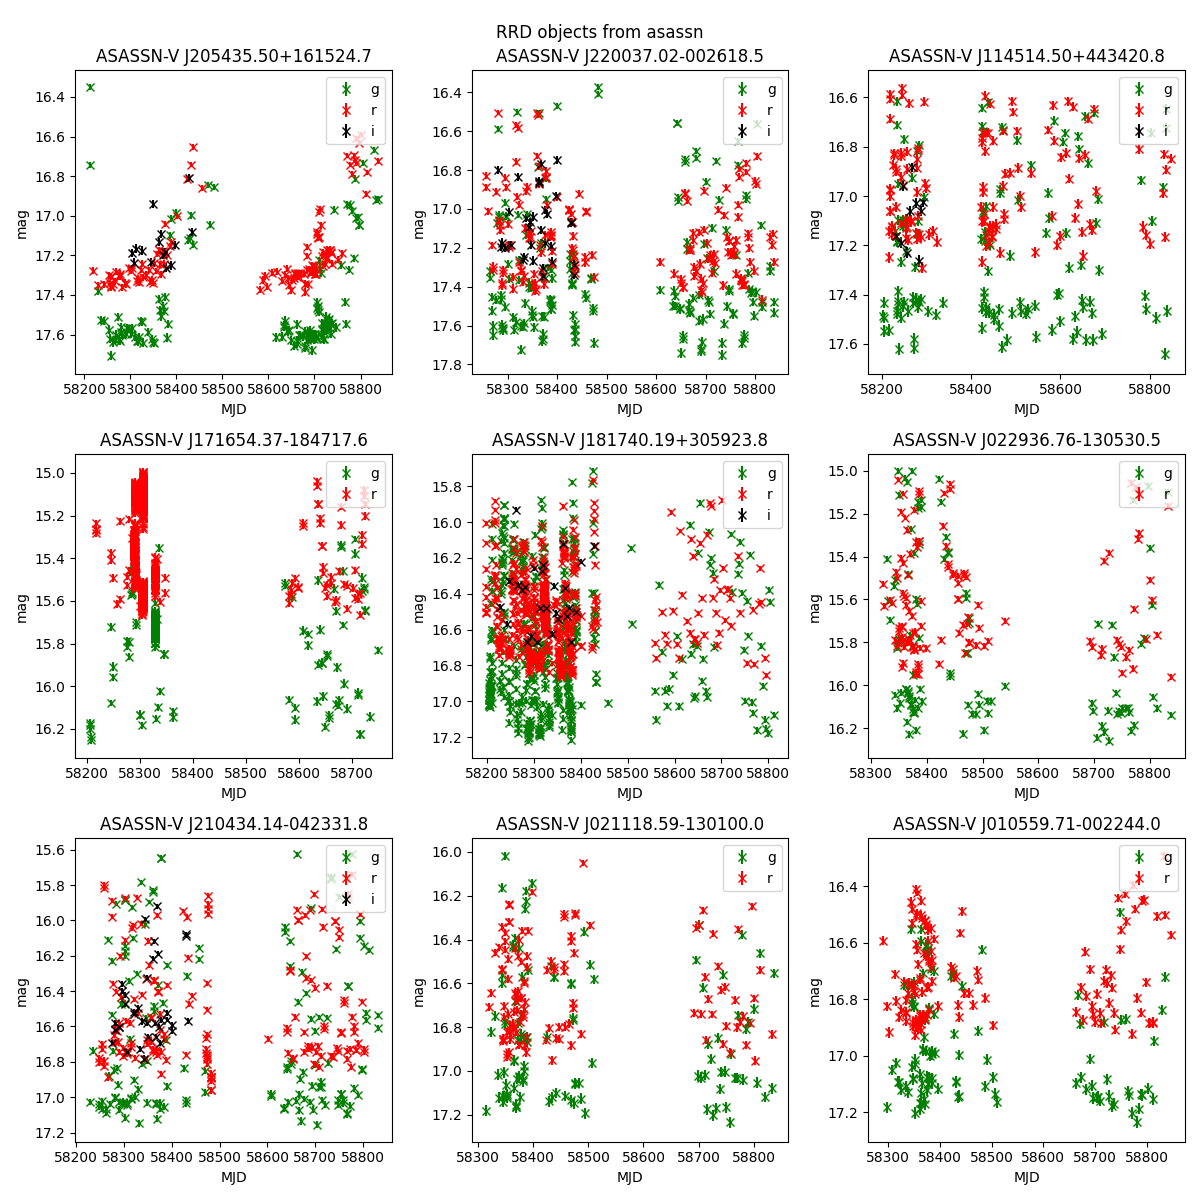 RRD objects from asassn
ASASSN-V J205435.50+161524.7
ASASSN-V J220037.02-002618.5
ASASSN-V J114514.50+443420.8
g
r
i
g
r
i
g
r
i
16.4
16.6
16.8
17.0
17.2
17.4
17.6
mag
16.4
16.6
16.8
17.0
17.2
17.4
17.6
17.8
mag
16.6
16.8
17.0
17.2
17.4
17.6
mag
58200 58300 58400 58500 58600 58700 58800
MJD
58300 58400 58500 58600 58700 58800
MJD
58200 58400 58600 58800
MJD
ASASSN-V J171654.37-184717.6
ASASSN-V J181740.19+305923.8
ASASSN-V J022936.76-130530.5
g
r
g
r
i
g
r
15.0
15.2
15.4
15.6
15.8
16.0
16.2
mag
15.8
16.0
16.2
16.4
16.6
16.8
17.0
17.2
mag
15.0
15.2
15.4
15.6
15.8
16.0
16.2
mag
58200 58300 58400 58500 58600 58700
MJD
58200 58300 58400 58500 58600 58700 58800
MJD
58300 58400 58500 58600 58700 58800
MJD
ASASSN-V J210434.14-042331.8
ASASSN-V J021118.59-130100.0
ASASSN-V J010559.71-002244.0
g
r
i
g
r
g
r
15.6
15.8
16.0
16.2
16.4
16.6
16.8
17.0
17.2
mag
16.0
16.2
16.4
16.6
16.8
17.0
17.2
mag
16.4
16.6
16.8
17.0
17.2
mag
58200 58300 58400 58500 58600 58700 58800
MJD
58300 58400 58500 58600 58700 58800
MJD
58300 58400 58500 58600 58700 58800
MJD